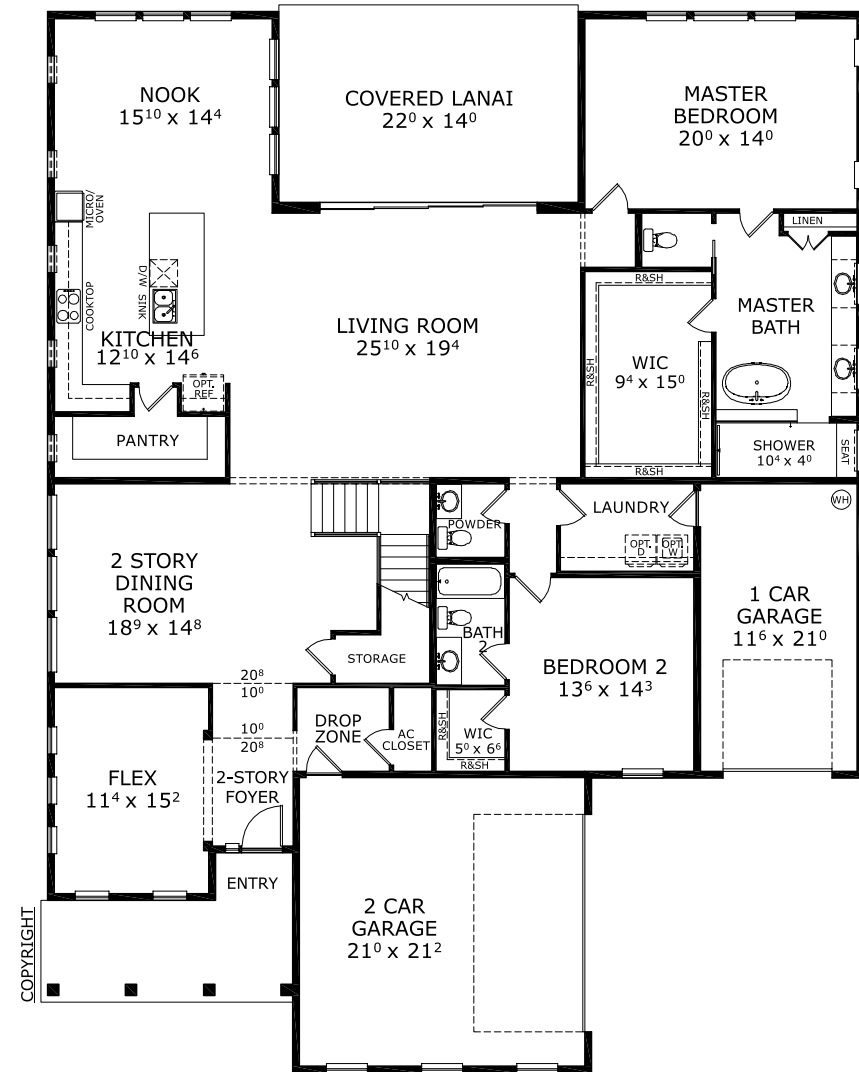 NOOK
15¹⁰ x 14⁴
COVERED LANAI
22⁰ x 14⁰
MASTER
BEDROOM
20⁰ x 14⁰
MICRO/
OVEN
LINEN
D/W
SINK
COOKTOP
KITCHEN
12¹⁰ x 14⁶
OPT.
REF
PANTRY
LIVING ROOM
25¹⁰ x 19⁴
R&SH
R&SH
WIC
9⁴ x 15⁰
R&SH
R&SH
MASTER
BATH
SHOWER
10⁴ x 4⁰
SEAT
2 STORY
DINING
ROOM
18⁹ x 14⁸
POWDER
LAUNDRY
OPT.
D
OPT.
W
WH
1 CAR
GARAGE
11⁶ x 21⁰
STORAGE
BATH
2
BEDROOM 2
13⁶ x 14³
20⁸
10⁰
10⁰
20⁸
FLEX
11⁴ x 15²
2-STORY
FOYER
DROP
ZONE
AC
CLOSET
R&SH
WIC
5⁰ x 6⁶
R&SH
ENTRY
2 CAR
GARAGE
21⁰ x 21²
COPYRIGHT